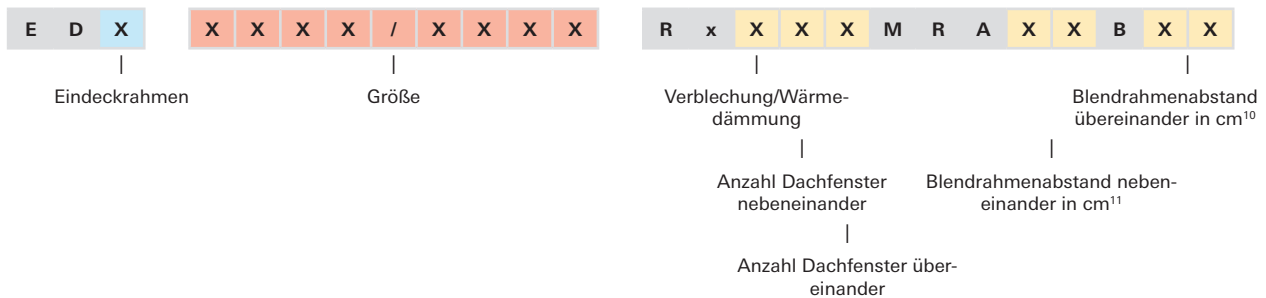 E D X X X X X / X X X X R x X X X M R A X X B X X
Eindeckrahmen
Größe
Verblechung/Wärme-
dämmung
Blendrahmenabstand
übereinander in cm¹⁰
Anzahl Dachfenster
nebeneinander
Blendrahmenabstand neben-
einander in cm¹¹
Anzahl Dachfenster über-
einander